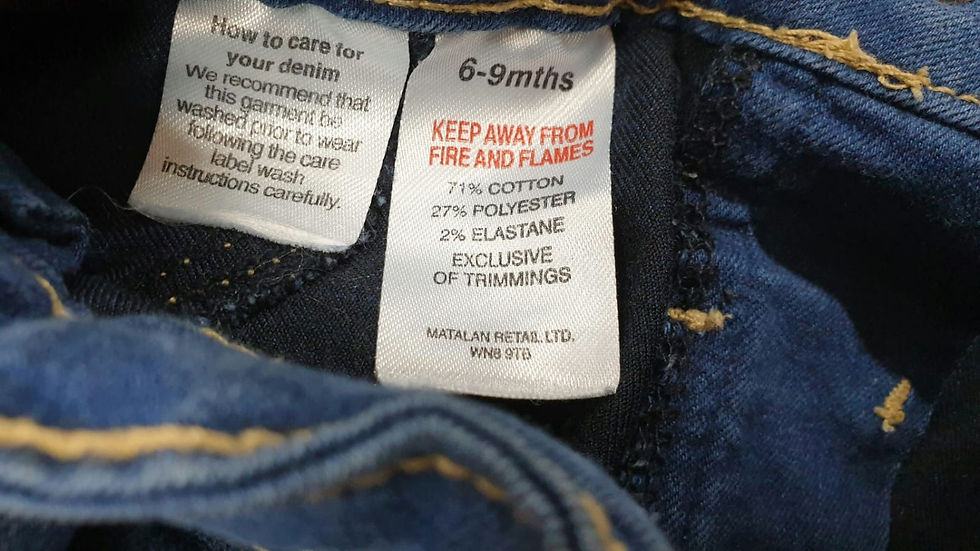 How to care for
your denim
We recommend that
this garment be
washed prior to wear
following the care
label wash
instructions carefully.
6-9mths
KEEP AWAY FROM
FIRE AND FLAMES
71% COTTON
27% POLYESTER
2% ELASTANE
EXCLUSIVE
OF TRIMMINGS
MATALAN RETAIL LTD.
WN8 9TB